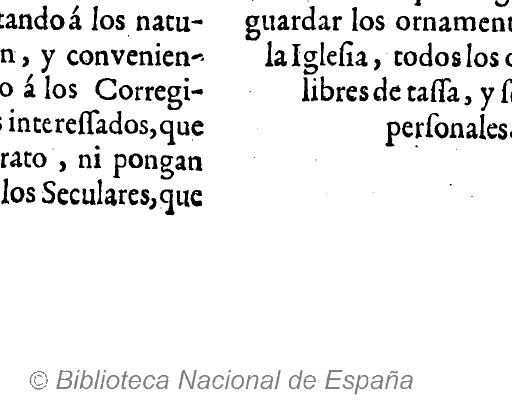 tando á los natu-
n, y convenien-
o á los Corregi-
s intereſſados, que
rato, ni pongan
los Seculares, que
guardar los ornament
la Igleſia, todos los
libres de taſſa, y ſ
perſonales.
© Biblioteca Nacional de España